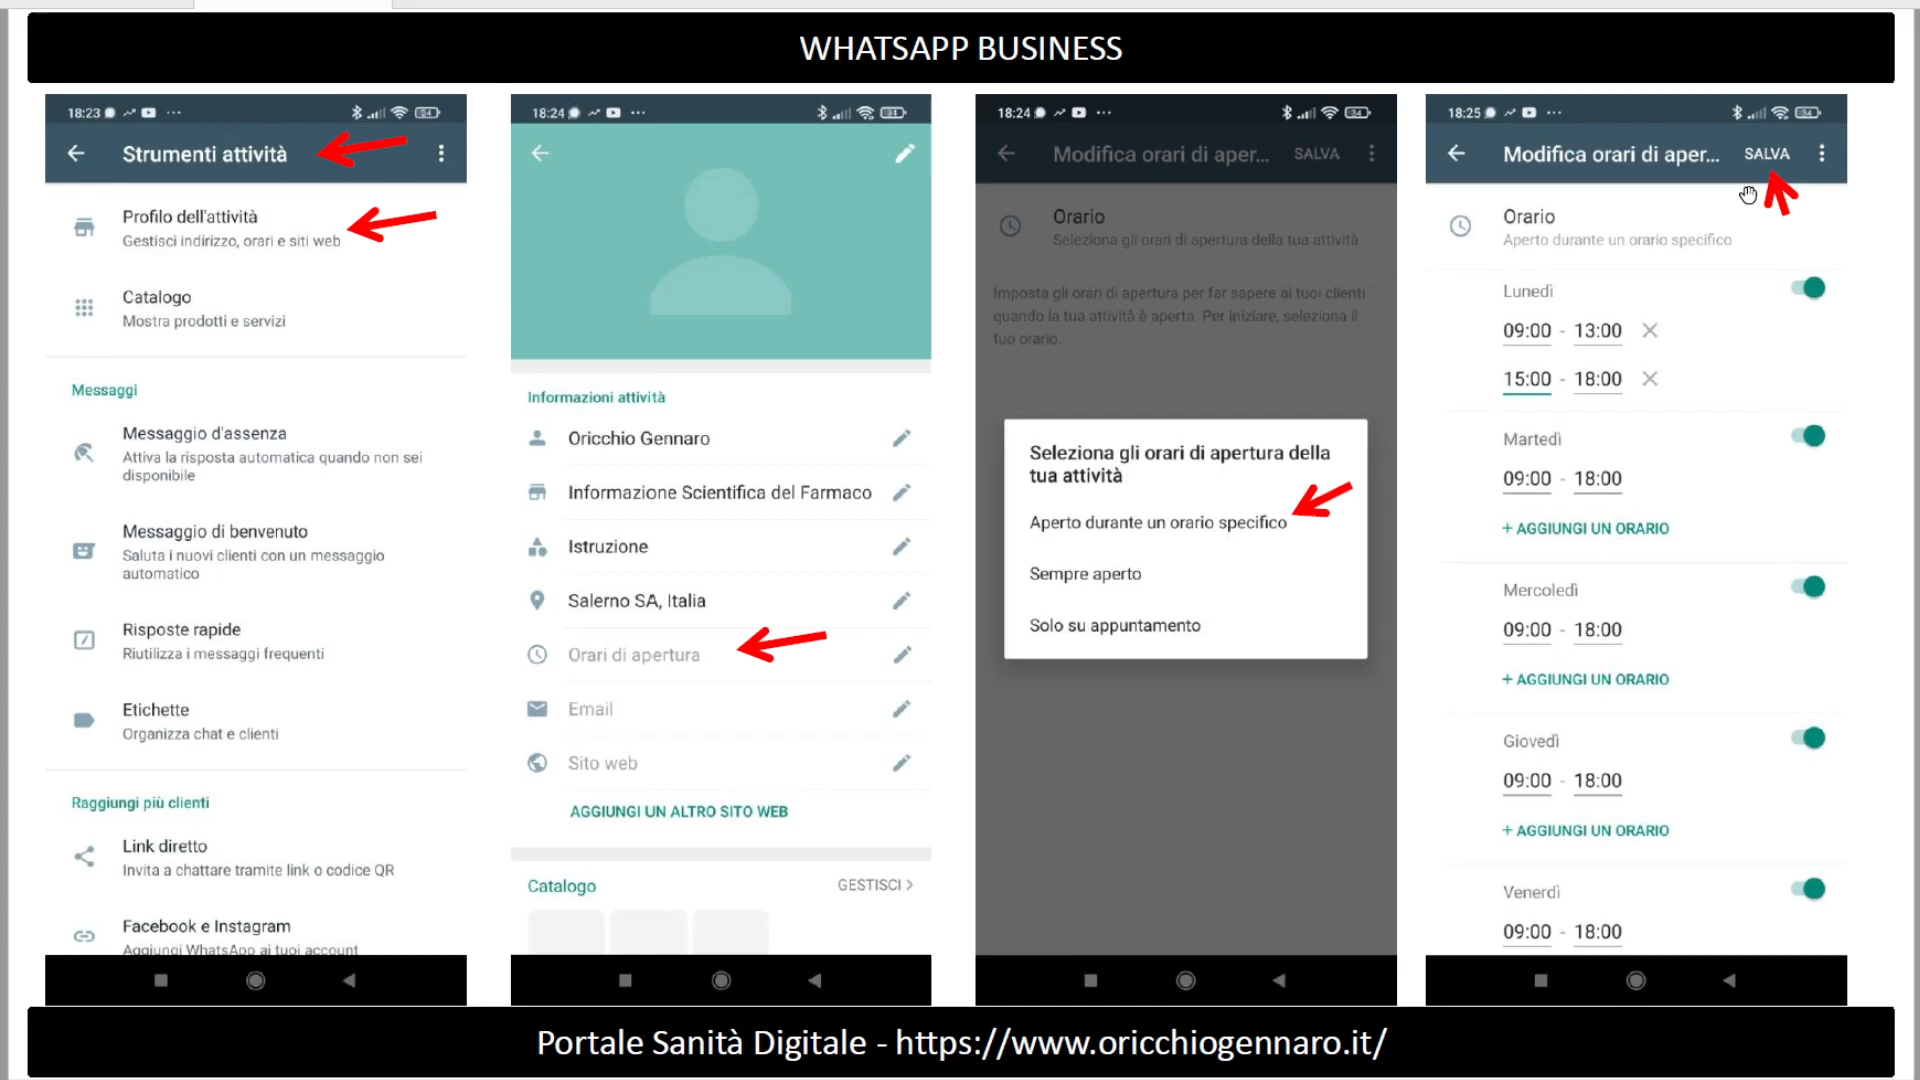 WHATSAPP BUSINESS
18:23
84
Strumenti attività
Profilo dell'attività
Gestisci indirizzo, orari e siti web
Catalogo
Mostra prodotti e servizi
Messaggi
Messaggio d'assenza
Attiva la risposta automatica quando non sei
disponibile
Messaggio di benvenuto
Saluta i nuovi clienti con un messaggio
automatico
Risposte rapide
Riutilizza i messaggi frequenti
Etichette
Organizza chat e clienti
Raggiungi più clienti
Link diretto
Invita a chattare tramite link o codice QR
Facebook e Instagram
Aggiungi WhatsApp ai tuoi account
18:24
84
Informazioni attività
Oricchio Gennaro
Informazione Scientifica del Farmaco
Istruzione
Salerno SA, Italia
Orari di apertura
Email
Sito web
AGGIUNGI UN ALTRO SITO WEB
Catalogo
GESTISCI >
18:24
84
Modifica orari di aper...
SALVA
Orario
Seleziona gli orari di apertura della tua attività
Imposta gli orari di apertura per far sapere ai tuoi clienti
quando la tua attività è aperta. Per iniziare, seleziona il
tuo orario.
Seleziona gli orari di apertura della
tua attività
Aperto durante un orario specifico
Sempre aperto
Solo su appuntamento
18:25
84
Modifica orari di aper...
SALVA
Orario
Aperto durante un orario specifico
Lunedì
09:00 - 13:00
15:00 - 18:00
Martedì
09:00 - 18:00
+ AGGIUNGI UN ORARIO
Mercoledì
09:00 - 18:00
+ AGGIUNGI UN ORARIO
Giovedì
09:00 - 18:00
+ AGGIUNGI UN ORARIO
Venerdì
09:00 - 18:00
Portale Sanità Digitale - https://www.oricchiogennaro.it/